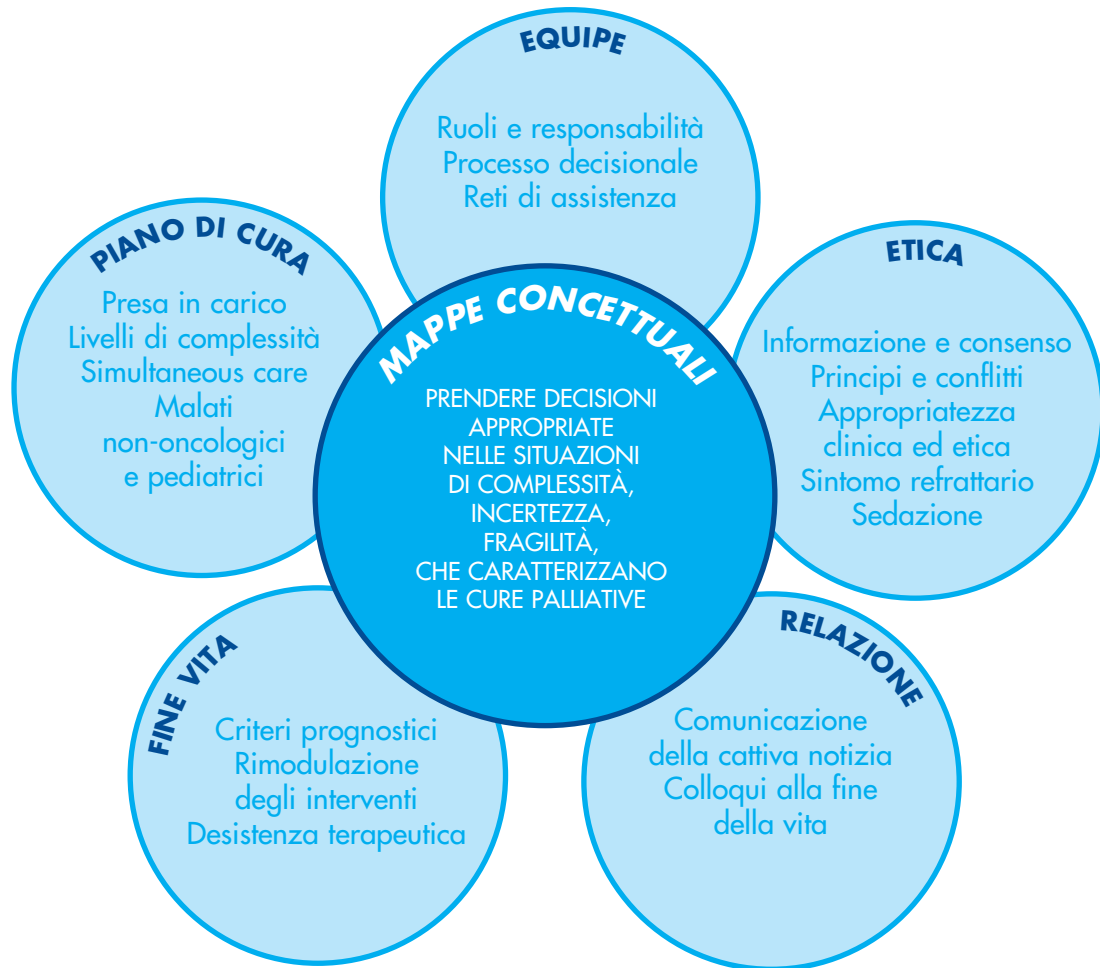 EQUIPE
Ruoli e responsabilità
Processo decisionale
Reti di assistenza
PIANO DI CURA
Presa in carico
Livelli di complessità
Simultaneous care
Malati
non-oncologici
e pediatrici
ETICA
Informazione e consenso
Principi e conflitti
Appropriatezza
clinica ed etica
Sintomo refrattario
Sedazione
MAPPE CONCETTUALI
PRENDERE DECISIONI
APPROPRIATE
NELLE SITUAZIONI
DI COMPLESSITÀ,
INCERTEZZA,
FRAGILITÀ,
CHE CARATTERIZZANO
LE CURE PALLIATIVE
FINE VITA
Criteri prognostici
Rimodulazione
degli interventi
Desistenza terapeutica
RELAZIONE
Comunicazione
della cattiva notizia
Colloqui alla fine
della vita